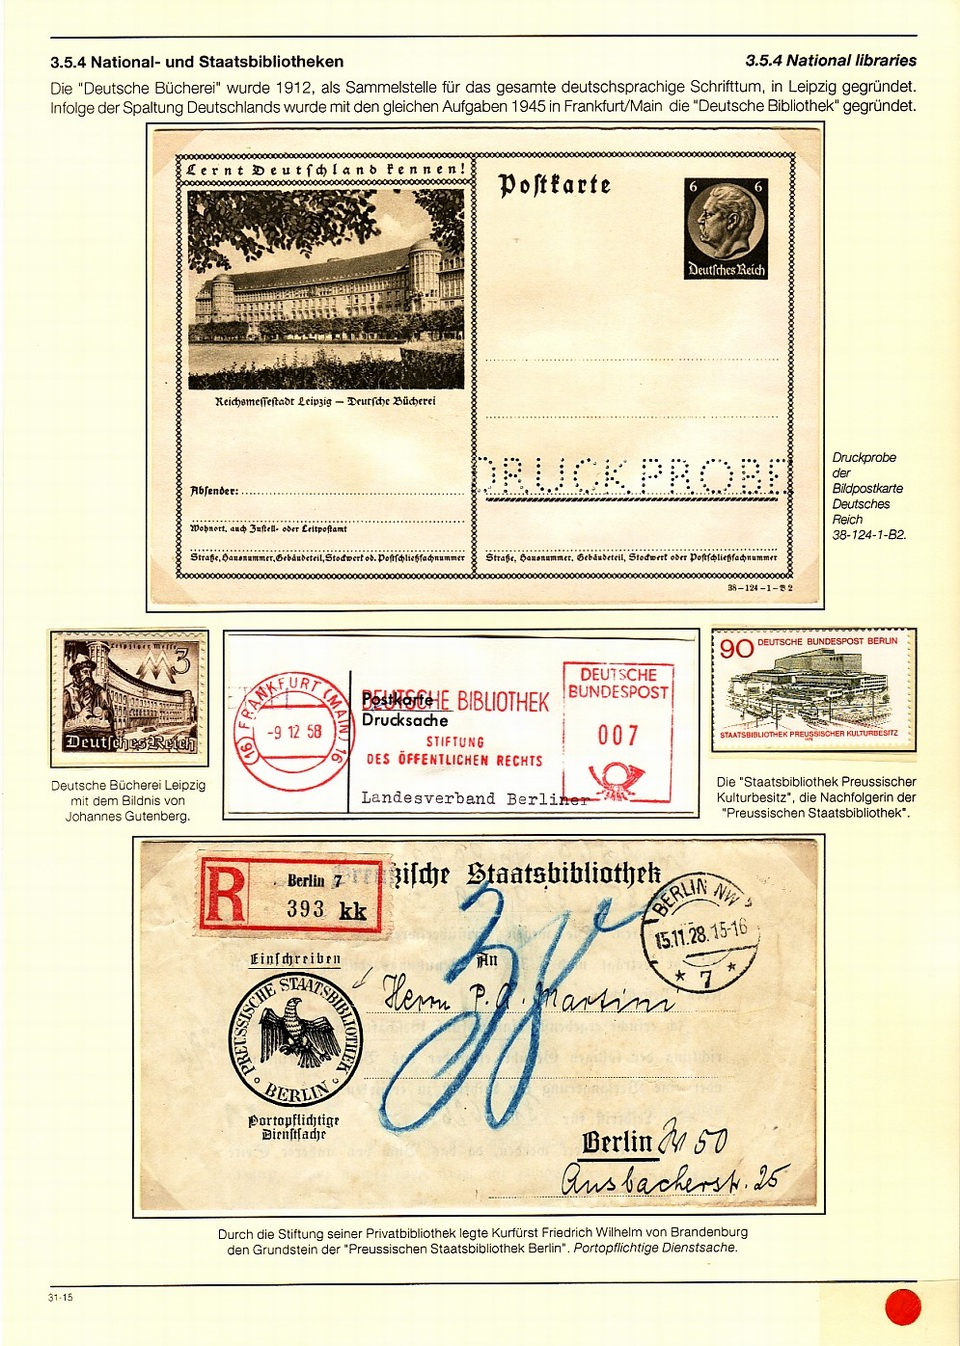 3.5.4 National- und Staatsbibliotheken
3.5.4 National libraries
Die "Deutsche Bücherei" wurde 1912, als Sammelstelle für das gesamte deutschsprachige Schrifttum, in Leipzig gegründet.
Infolge der Spaltung Deutschlands wurde mit den gleichen Aufgaben 1945 in Frankfurt/Main die "Deutsche Bibliothek" gegründet.
Lernt Deutschland kennen!
Postkarte
6 6
Deutsches Reich
Reichsmessestadt Leipzig – Deutsche Bücherei
DRUCKPROBE
Absender:
Wohnort, auch Zustell- oder Leitpostamt
Straße, Hausnummer, Gebäudeteil, Stockwerk od. Postschließfachnummer
Straße, Hausnummer, Gebäudeteil, Stockwerk oder Postschließfachnummer
38-124-1-B2
Druckprobe
der
Bildpostkarte
Deutsches
Reich
38-124-1-B2.
Leipziger Messe
3
Deutsches Reich
Deutsche Bücherei Leipzig
mit dem Bildnis von
Johannes Gutenberg.
(16) FRANKFURT (MAIN) 16
-9 12 58
DEUTSCHE BIBLIOTHEK
Postkarte
Drucksache
STIFTUNG
DES ÖFFENTLICHEN RECHTS
Landesverband Berliner
DEUTSCHE
BUNDESPOST
007
90 DEUTSCHE BUNDESPOST BERLIN
STAATSBIBLIOTHEK PREUSSISCHER KULTURBESITZ
Die "Staatsbibliothek Preussischer
Kulturbesitz", die Nachfolgerin der
"Preussischen Staatsbibliothek".
R
Berlin 7
393 kk
zische Staatsbibliothek
BERLIN NW
15.11.28.15-16
* 7 *
Einschreiben
An
Herrn P. A. Martini
PREUSSISCHE STAATSBIBLIOTHEK
BERLIN
Portopflichtige
Dienstsache
Berlin W 50
Ansbacherstr. 25
Durch die Stiftung seiner Privatbibliothek legte Kurfürst Friedrich Wilhelm von Brandenburg
den Grundstein der "Preussischen Staatsbibliothek Berlin". Portopflichtige Dienstsache.
31-15